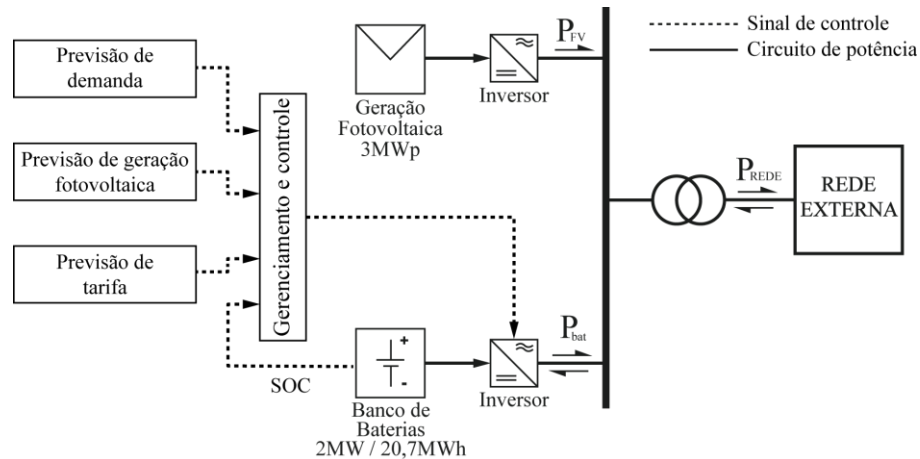 Previsão de
demanda
Previsão de geração
fotovoltaica
Previsão de
tarifa
Gerenciamento e controle
SOC
Geração
Fotovoltaica
3MWp
Inversor
P_FV
Banco de
Baterias
2MW / 20,7MWh
Inversor
P_bat
P_REDE
REDE
EXTERNA
Sinal de controle
Circuito de potência